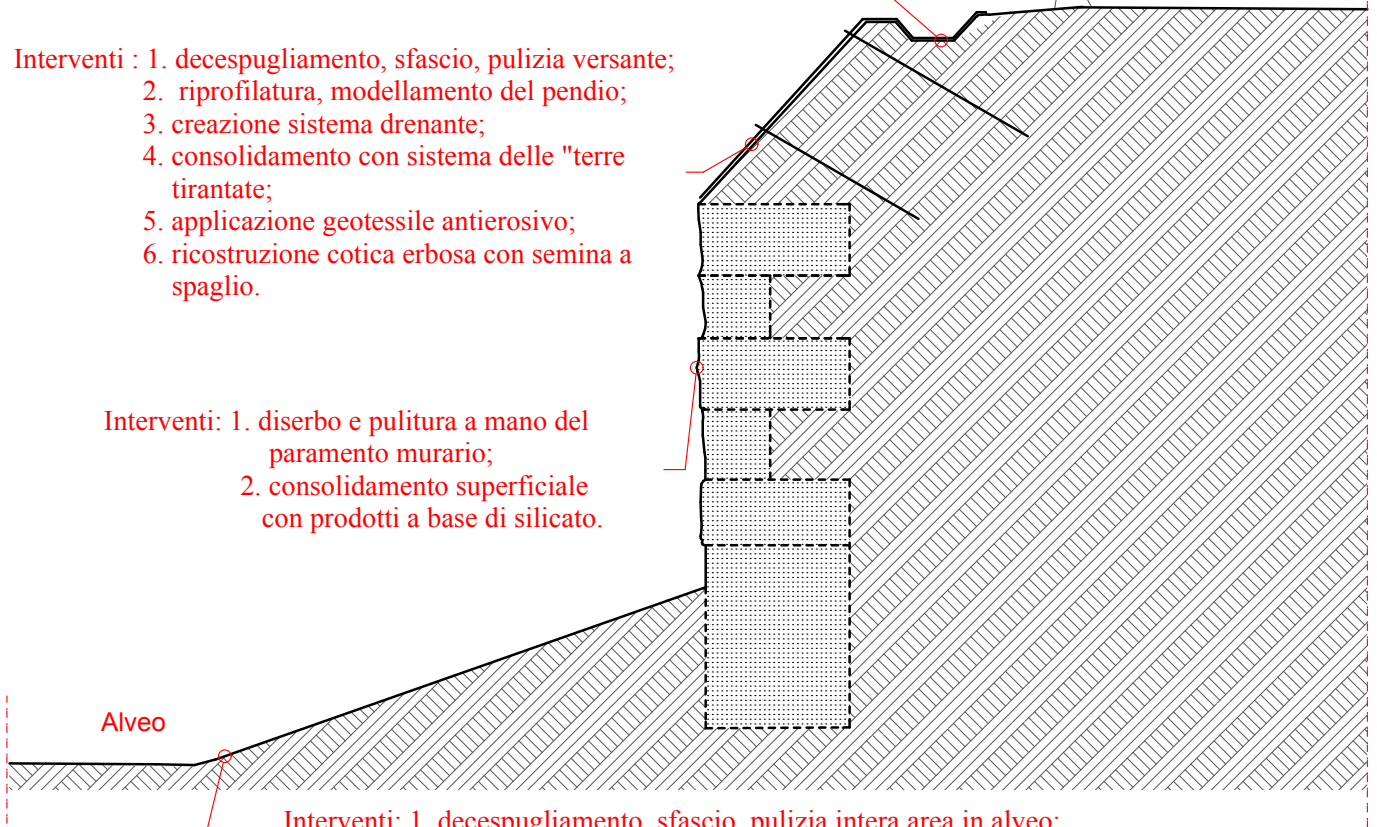 Interventi : 1. decespugliamento, sfascio, pulizia versante;
2. riprofilatura, modellamento del pendio;
3. creazione sistema drenante;
4. consolidamento con sistema delle "terre
tirantate;
5. applicazione geotessile antierosivo;
6. ricostruzione cotica erbosa con semina a
spaglio.
Interventi: 1. diserbo e pulitura a mano del
paramento murario;
2. consolidamento superficiale
con prodotti a base di silicato.
Alveo
Interventi: 1. decespugliamento, sfascio, pulizia intera area in alveo;